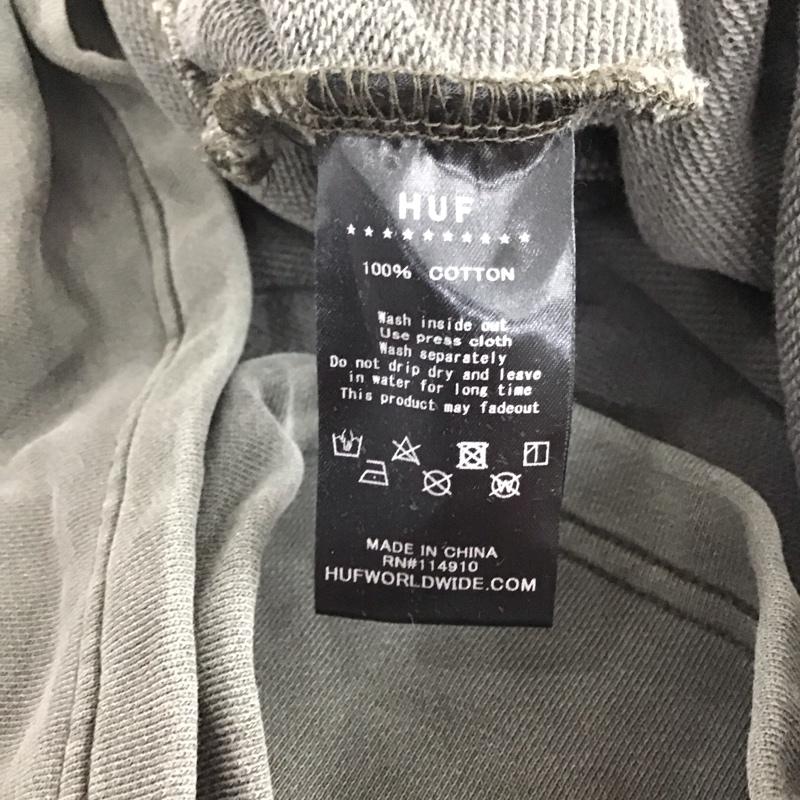 HUF
100% COTTON
Wash inside out
Use press cloth
Wash separately
Do not drip dry and leave
in water for long time
This product may fadeout
MADE IN CHINA
RN#114910
HUFWORLDWIDE.COM